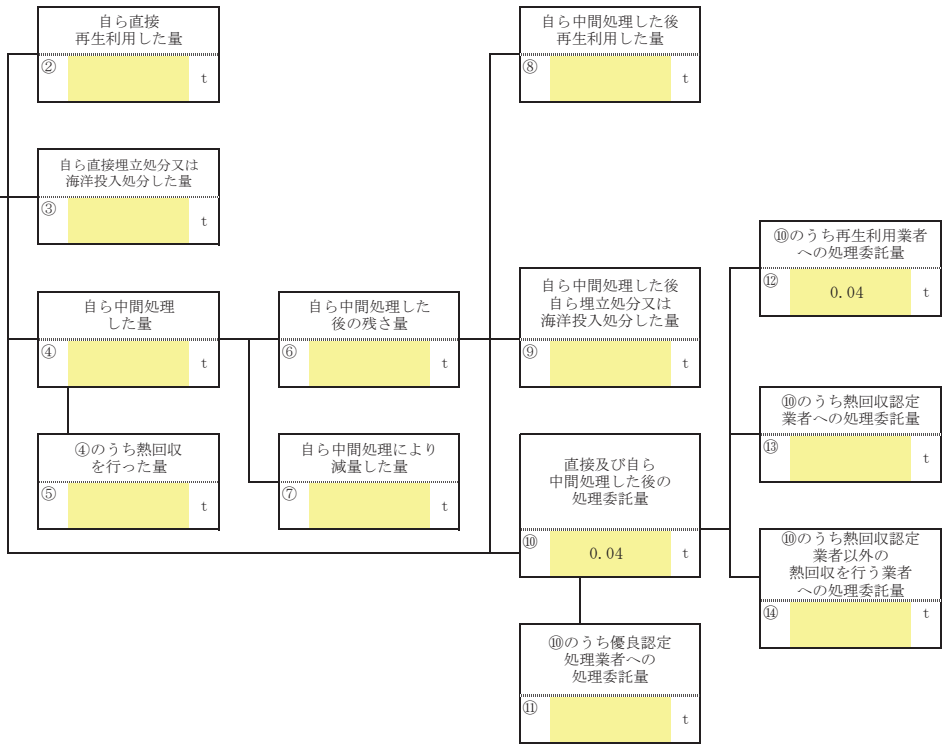 自ら直接
再生利用した量
② t
自ら直接埋立処分又は
海洋投入処分した量
③ t
自ら中間処理
した量
④ t
④のうち熱回収
を行った量
⑤ t
自ら中間処理した
後の残さ量
⑥ t
自ら中間処理により
減量した量
⑦ t
自ら中間処理した後
再生利用した量
⑧ t
自ら中間処理した後
自ら埋立処分又は
海洋投入処分した量
⑨ t
直接及び自ら
中間処理した後の
処理委託量
⑩ 0.04 t
⑩のうち優良認定
処理業者への
処理委託量
⑪ t
⑩のうち再生利用業者
への処理委託量
⑫ 0.04 t
⑩のうち熱回収認定
業者への処理委託量
⑬ t
⑩のうち熱回収認定
業者以外の
熱回収を行う業者
への処理委託量
⑭ t